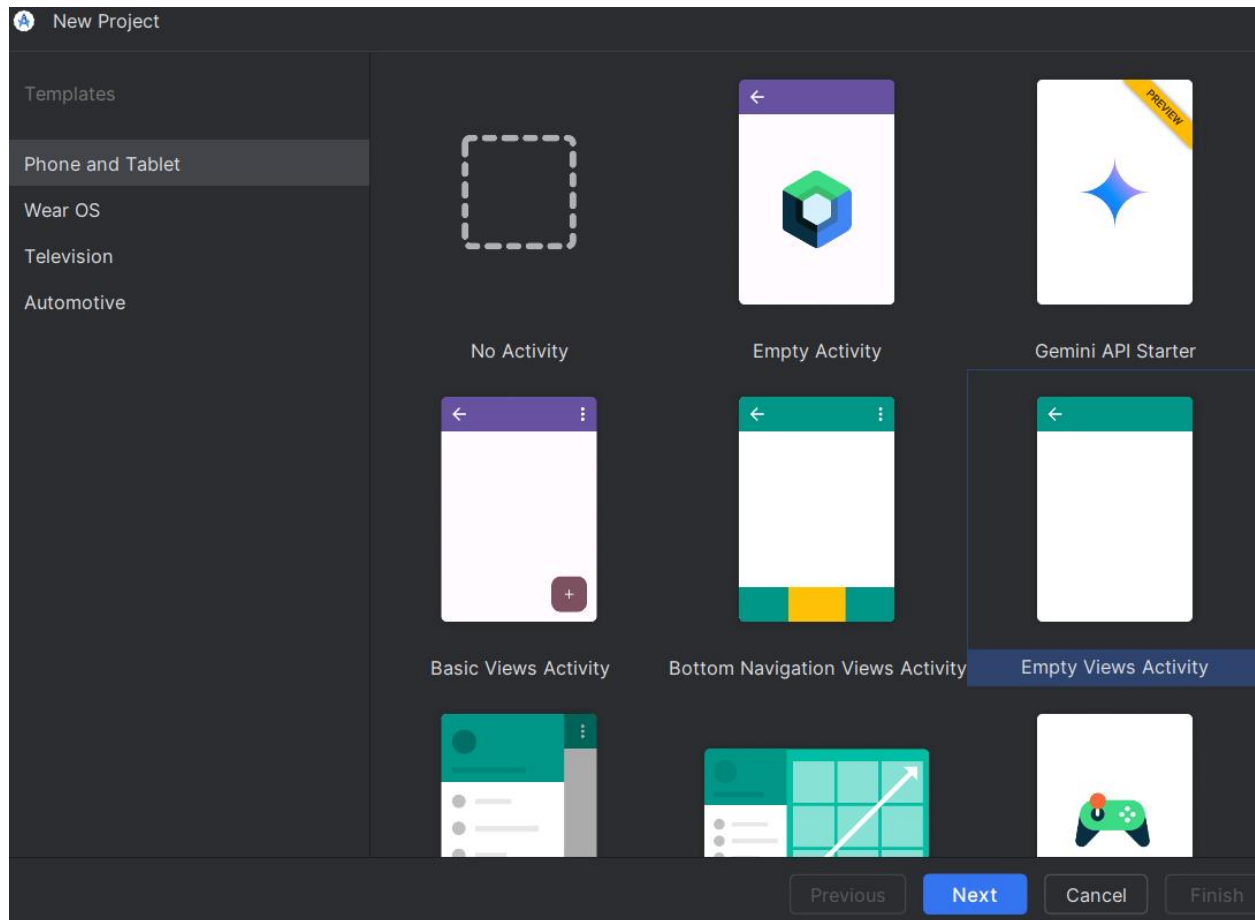 New Project
Templates
Phone and Tablet
Wear OS
Television
Automotive
PREVIEW
No Activity
Empty Activity
Gemini API Starter
+
Basic Views Activity
Bottom Navigation Views Activity
Empty Views Activity
Previous
Next
Cancel
Finish